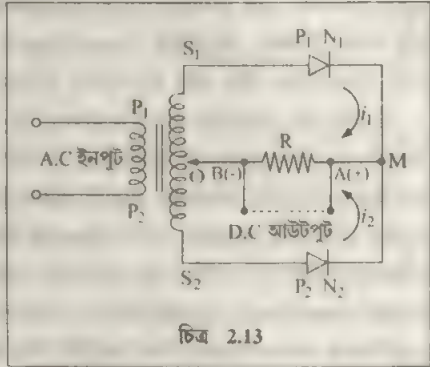 S₁
P₁ N₁
P₁
i₁
A.C ইনপুট
R
O B(-) A(+) M
P₂
D.C আউটপুট
i₂
S₂
P₂ N₂
চিত্র 2.13